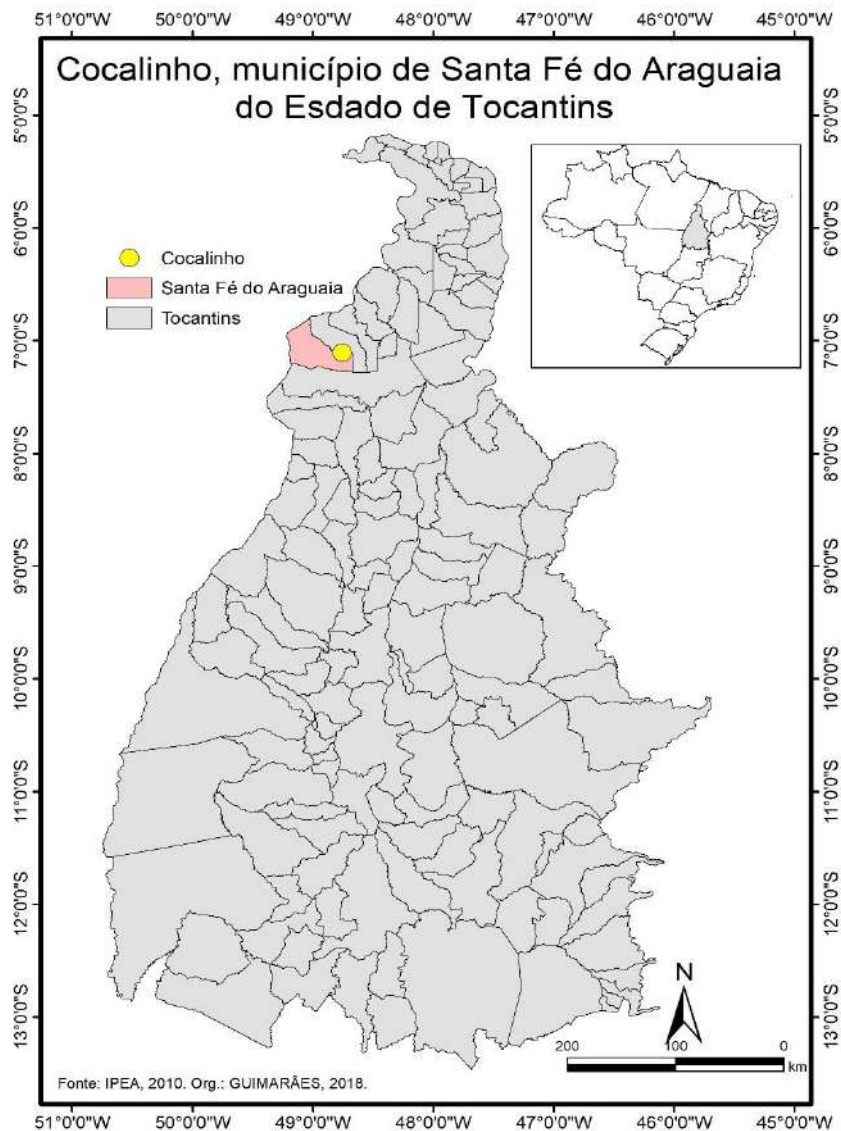 51°0'0"W 50°0'0"W 49°0'0"W 48°0'0"W 47°0'0"W 46°0'0"W 45°0'0"W
Cocalinho, município de Santa Fé do Araguaia
do Esdado de Tocantins
Cocalinho
Santa Fé do Araguaia
Tocantins
5°0'0"S 5°0'0"S
6°0'0"S 6°0'0"S
7°0'0"S 7°0'0"S
8°0'0"S 8°0'0"S
9°0'0"S 9°0'0"S
10°0'0"S 10°0'0"S
11°0'0"S 11°0'0"S
12°0'0"S 12°0'0"S
13°0'0"S 13°0'0"S
N
200 100 0
km
Fonte: IPEA, 2010. Org.: GUIMARÃES, 2018.
51°0'0"W 50°0'0"W 49°0'0"W 48°0'0"W 47°0'0"W 46°0'0"W 45°0'0"W